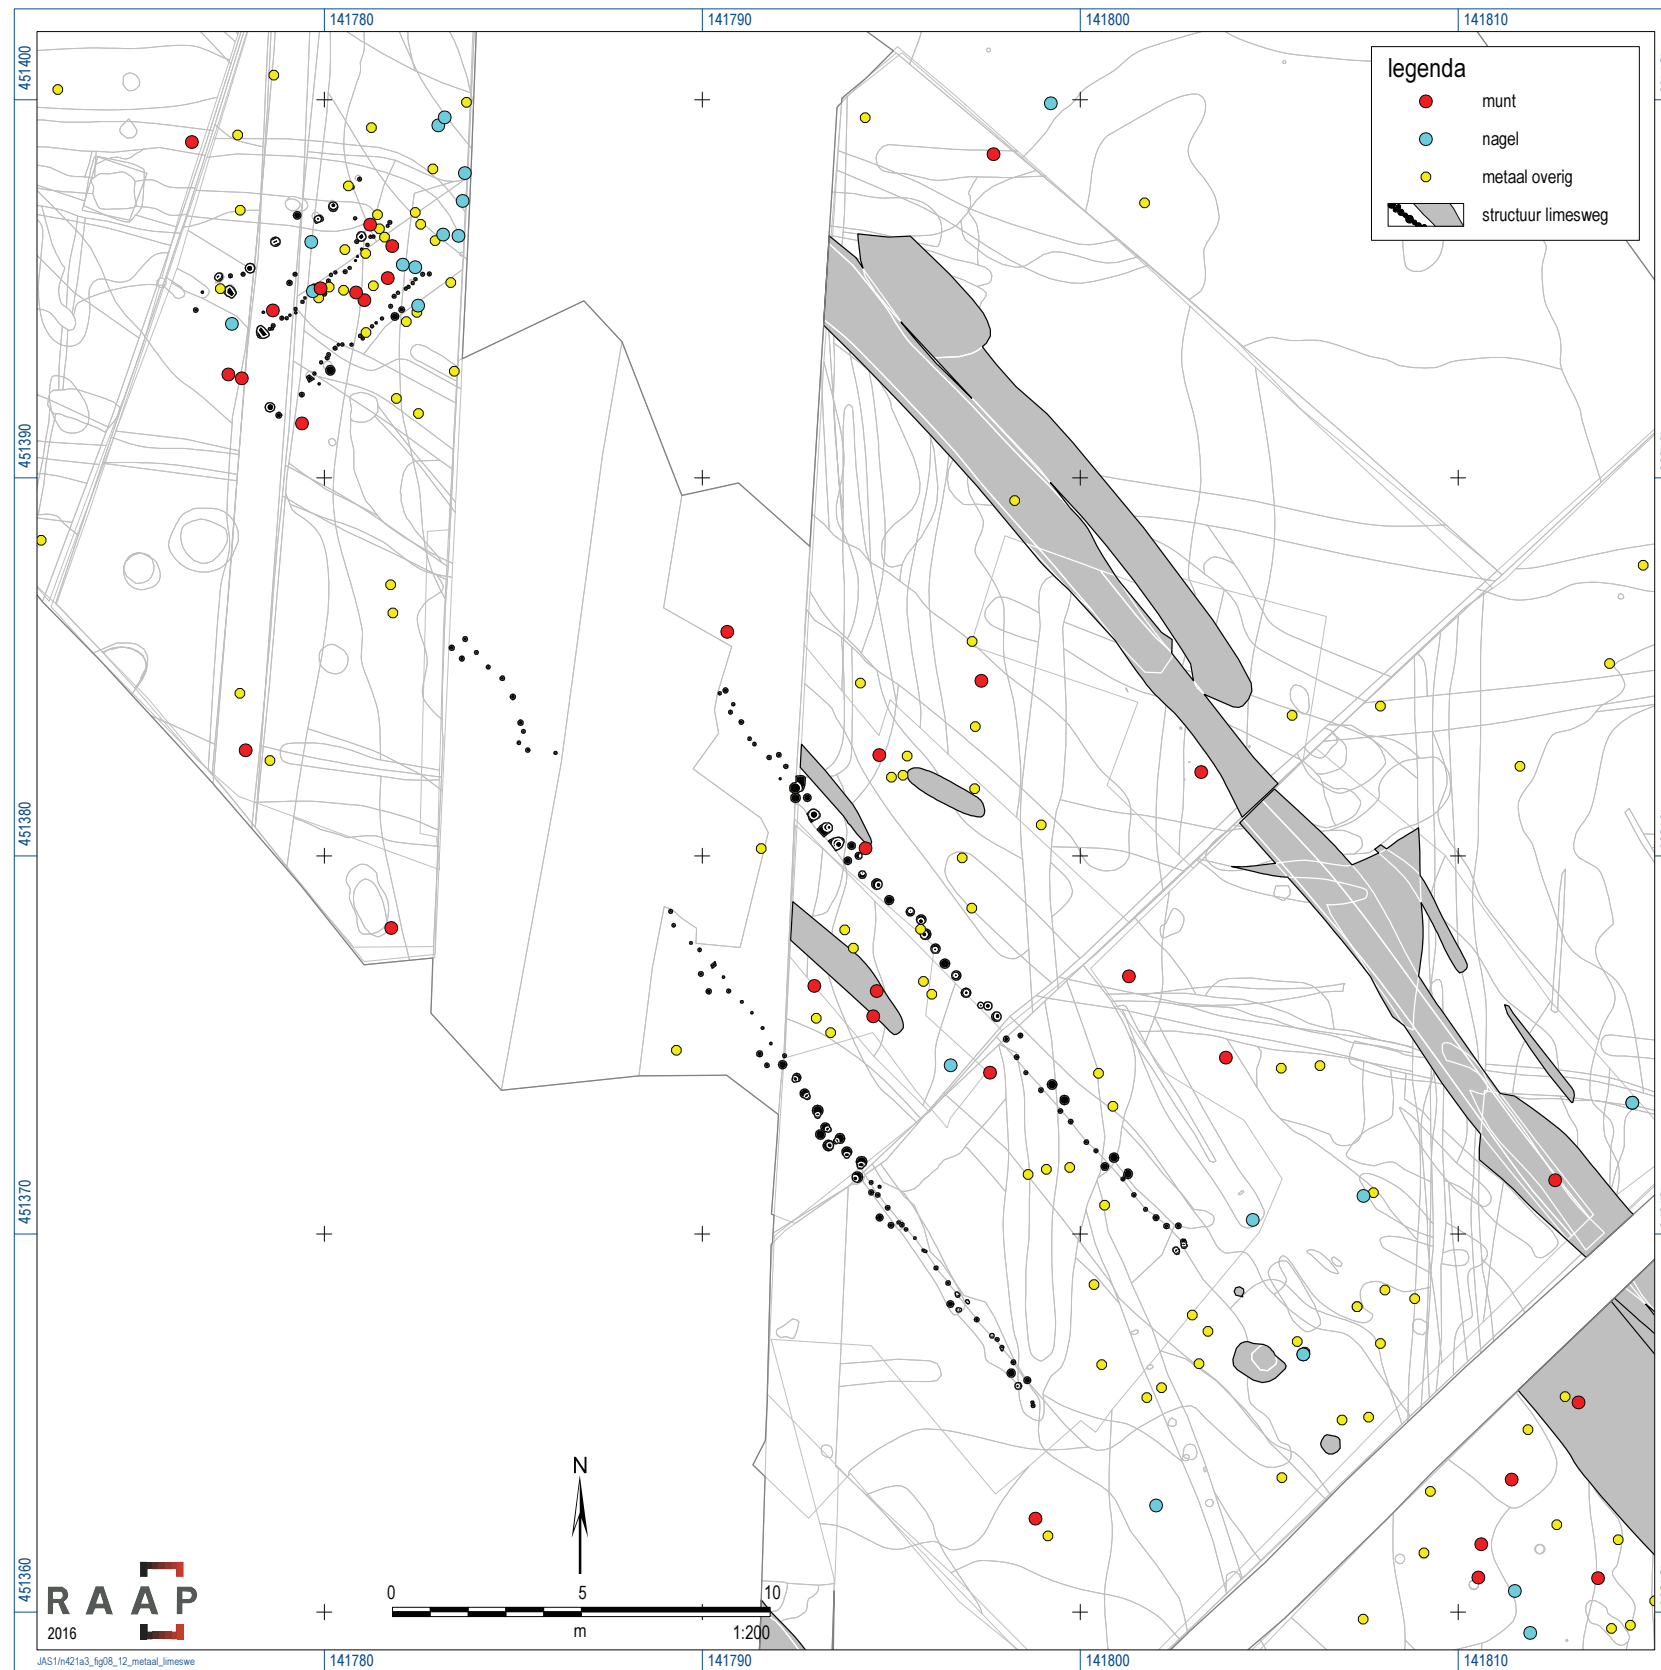 141780
141790
141800
141810
451400
451390
451380
451370
451360
legenda
munt
nagel
metaal overig
structuur limesweg
N
0 5 10
m 1:200
RAAP
2016
JAS1/n421a3_fig08_12_metaal_limeswe
141780
141790
141800
141810